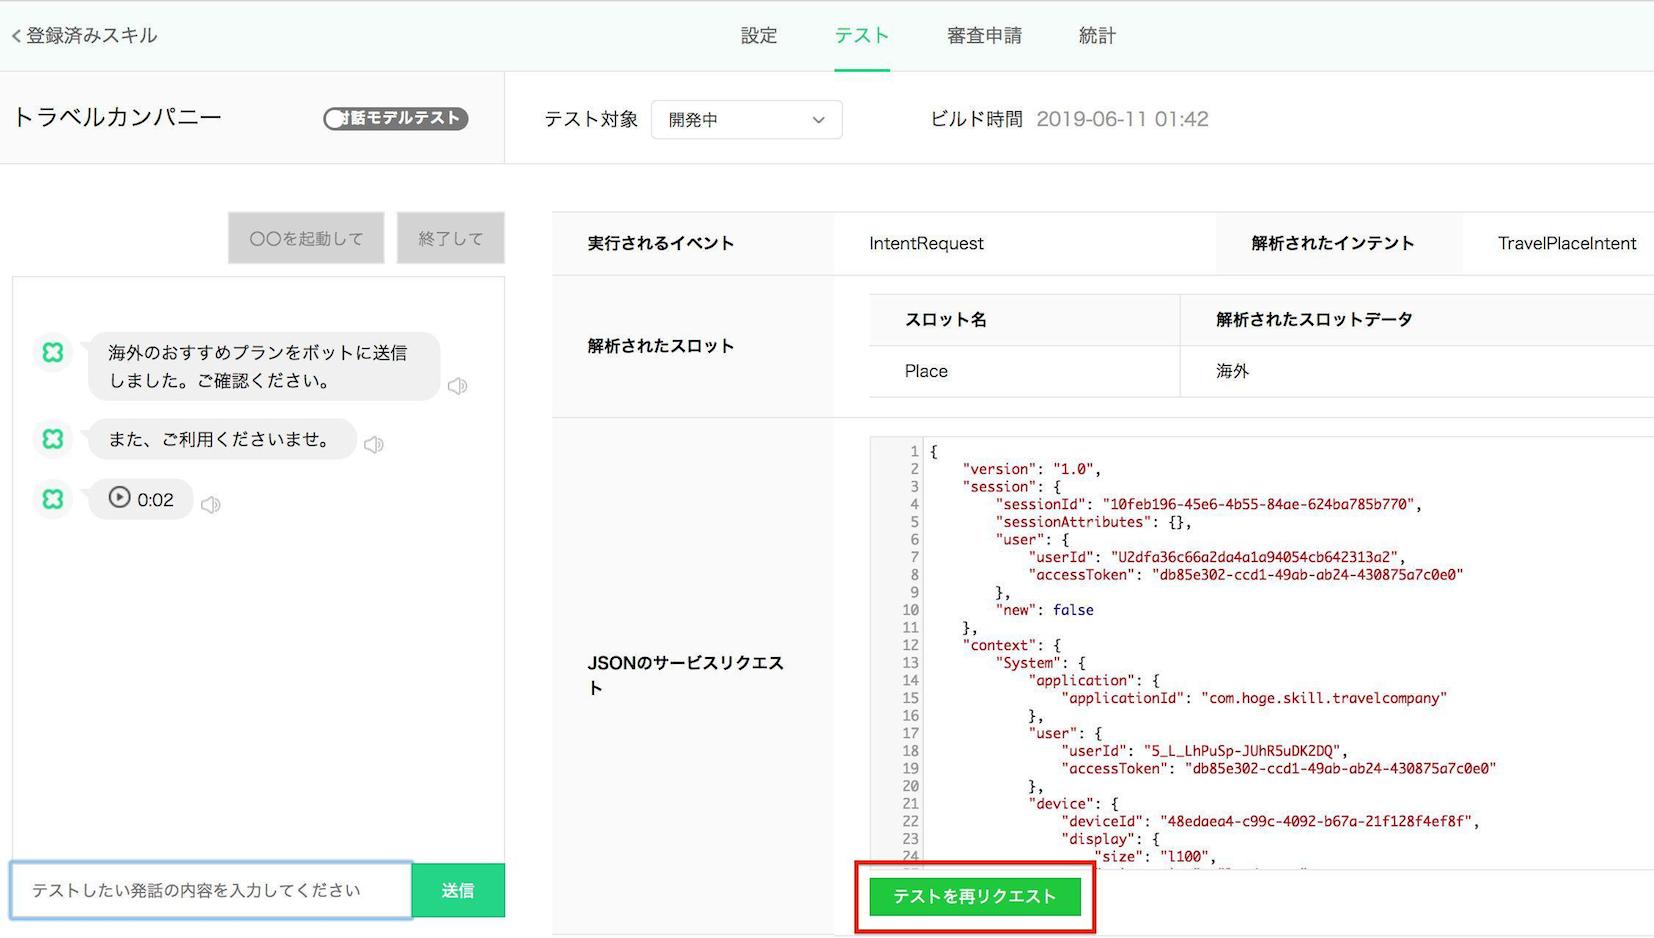 登録済みスキル
設定
テスト
審査申請
統計
トラベルカンパニー
対話モデルテスト
テスト対象
開発中
ビルド時間 2019-06-11 01:42
〇〇を起動して
終了して
海外のおすすめプランをボットに送信
しました。ご確認ください。
また、ご利用くださいませ。
0:02
テストしたい発話の内容を入力してください
送信
実行されるイベント
IntentRequest
解析されたインテント
TravelPlaceIntent
解析されたスロット
スロット名
解析されたスロットデータ
Place
海外
JSONのサービスリクエス
ト
1 {
2 "version": "1.0",
3 "session": {
4 "sessionId": "10feb196-45e6-4b55-84ae-624ba785b770",
5 "sessionAttributes": {},
6 "user": {
7 "userId": "U2dfa36c66a2da4a1a94054cb642313a2",
8 "accessToken": "db85e302-ccd1-49ab-ab24-430875a7c0e0"
9 },
10 "new": false
11 },
12 "context": {
13 "System": {
14 "application": {
15 "applicationId": "com.hoge.skill.travelcompany"
16 },
17 "user": {
18 "userId": "5_L_LhPuSp-JUhR5uDK2DQ",
19 "accessToken": "db85e302-ccd1-49ab-ab24-430875a7c0e0"
20 },
21 "device": {
22 "deviceId": "48edaea4-c99c-4092-b67a-21f128f4ef8f",
23 "display": {
24 "size": "l100",
テストを再リクエスト